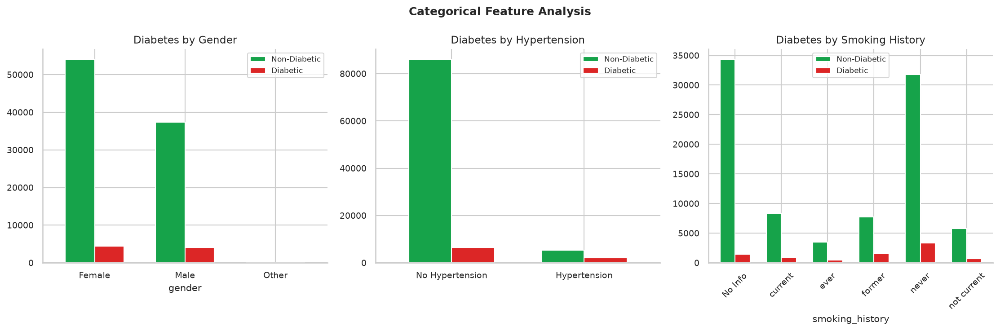 Categorical Feature Analysis
Diabetes by Gender
Non-Diabetic
Diabetic
50000
40000
30000
20000
10000
0
Female Male Other
gender
Diabetes by Hypertension
Non-Diabetic
Diabetic
80000
60000
40000
20000
0
No Hypertension Hypertension
Diabetes by Smoking History
Non-Diabetic
Diabetic
35000
30000
25000
20000
15000
10000
5000
0
No Info current ever former never not current
smoking_history